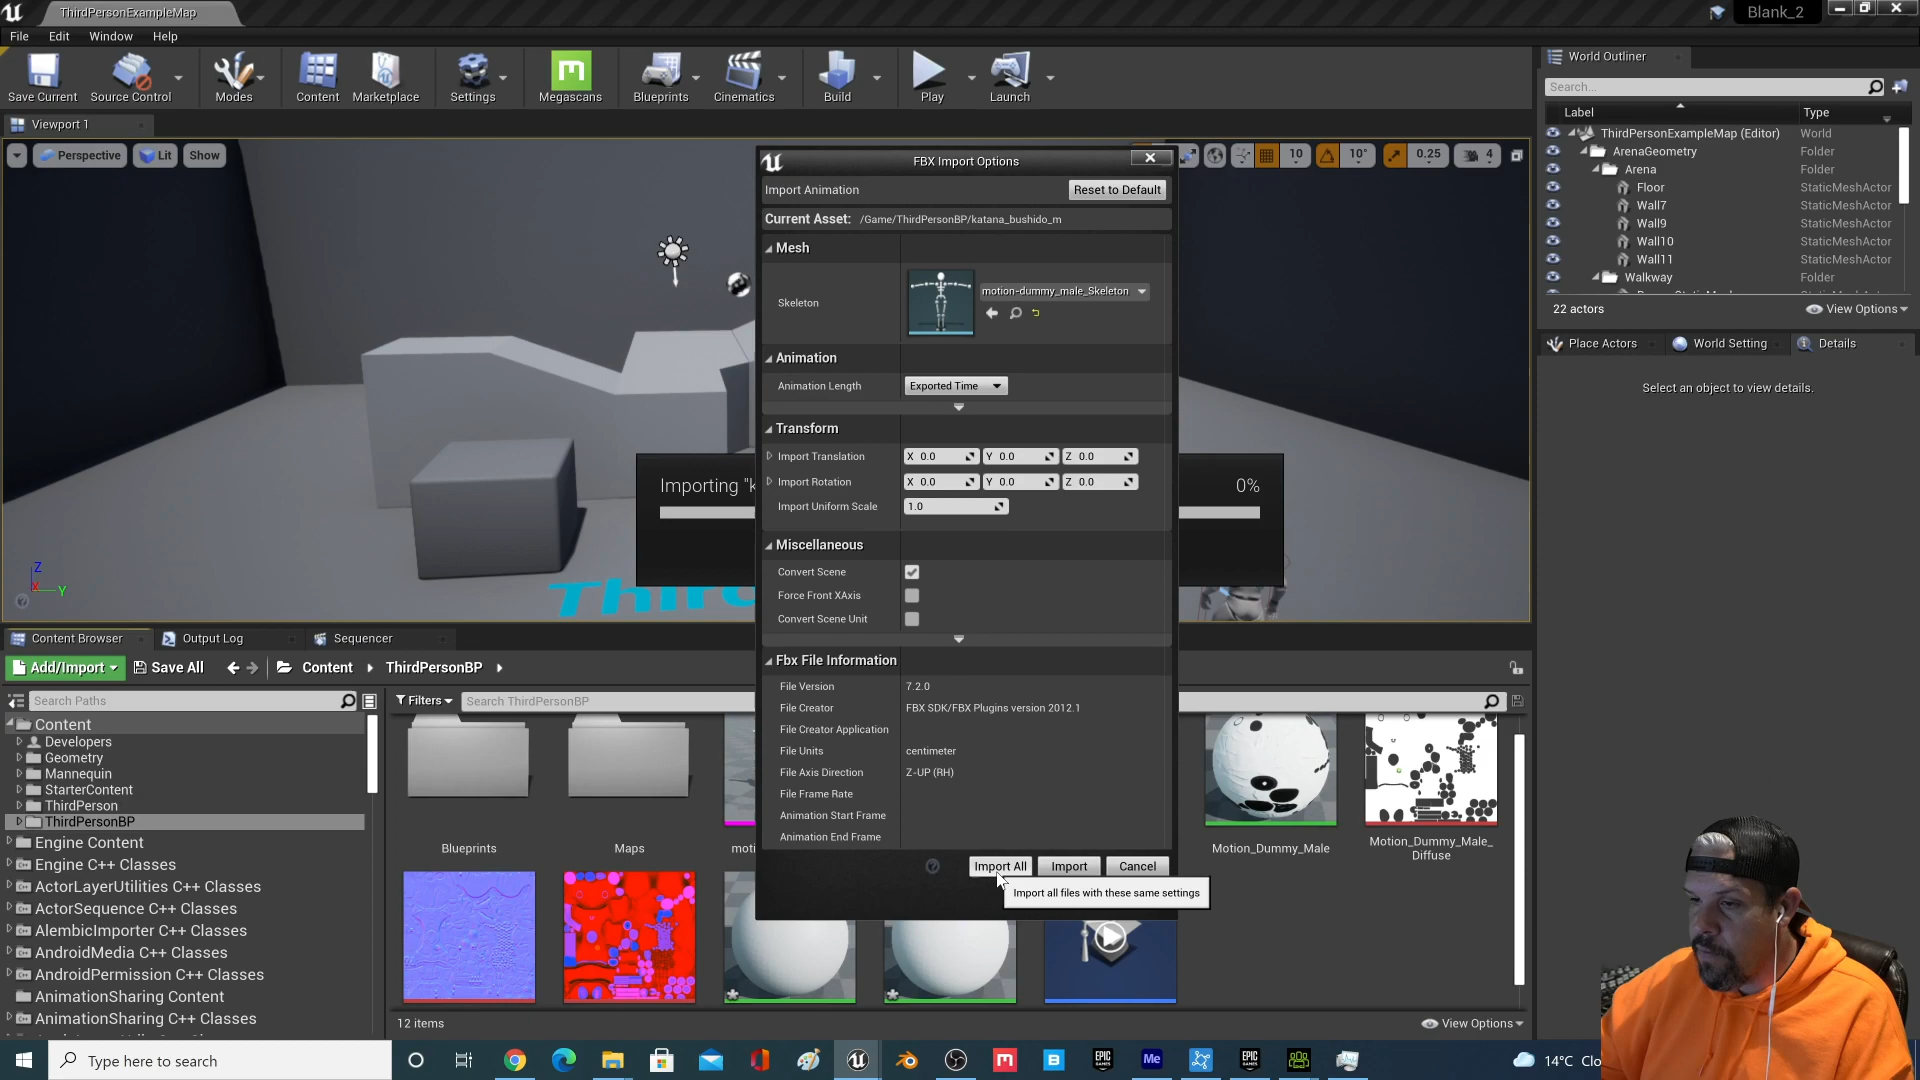 ThirdPersonExampleMap
Blank_2
File Edit Window Help
Save Current
Source Control
Modes
Content
Marketplace
Settings
Megascans
Blueprints
Cinematics
Build
Play
Launch
Viewport 1
Perspective
Lit
Show
10
10°
0.25
4
FBX Import Options
Import Animation
Reset to Default
Current Asset: /Game/ThirdPersonBP/katana_bushido_m
Mesh
Skeleton
motion-dummy_male_Skeleton
Animation
Animation Length
Exported Time
Transform
Import Translation X 0.0 Y 0.0 Z 0.0
Import Rotation X 0.0 Y 0.0 Z 0.0
Import Uniform Scale 1.0
Miscellaneous
Convert Scene
Force Front XAxis
Convert Scene Unit
Fbx File Information
File Version 7.2.0
File Creator FBX SDK/FBX Plugins version 2012.1
File Creator Application
File Units centimeter
File Axis Direction Z-UP (RH)
File Frame Rate
Animation Start Frame
Animation End Frame
Import All
Import
Cancel
Import all files with these same settings
Importing "k
0%
Thir
Z
X
Y
World Outliner
Search...
Label Type
ThirdPersonExampleMap (Editor) World
ArenaGeometry Folder
Arena Folder
Floor StaticMeshActor
Wall7 StaticMeshActor
Wall9 StaticMeshActor
Wall10 StaticMeshActor
Wall11 StaticMeshActor
Walkway Folder
22 actors
View Options
Place Actors
World Setting
Details
Select an object to view details.
Content Browser
Output Log
Sequencer
Add/Import
Save All
Content
ThirdPersonBP
Search Paths
Filters
Search ThirdPersonBP
Content
Developers
Geometry
Mannequin
StarterContent
ThirdPerson
ThirdPersonBP
Engine Content
Engine C++ Classes
ActorLayerUtilities C++ Classes
ActorSequence C++ Classes
AlembicImporter C++ Classes
AndroidMedia C++ Classes
AndroidPermission C++ Classes
AnimationSharing Content
AnimationSharing C++ Classes
Blueprints
Maps
moti
Motion_Dummy_Male
Motion_Dummy_Male_
Diffuse
12 items
View Options
Type here to search
14°C Clo